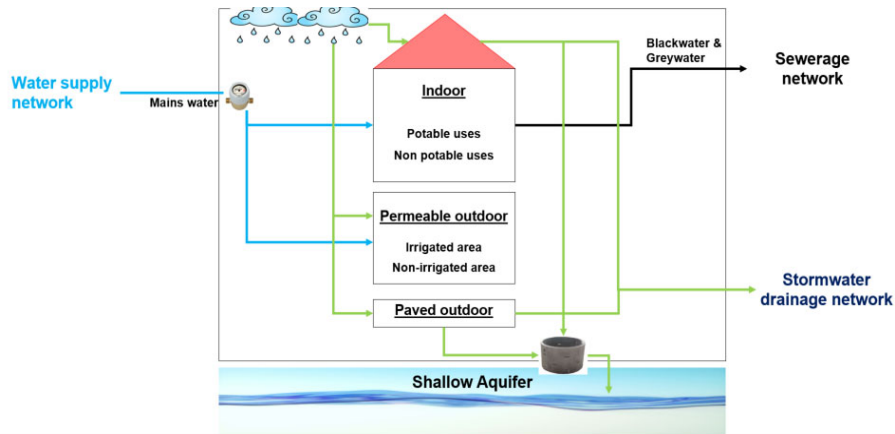 Blackwater &
Greywater
Sewerage
network
Water supply
network
Mains water
Indoor
Potable uses
Non potable uses
Permeable outdoor
Irrigated area
Non-irrigated area
Stormwater
drainage network
Paved outdoor
Shallow Aquifer